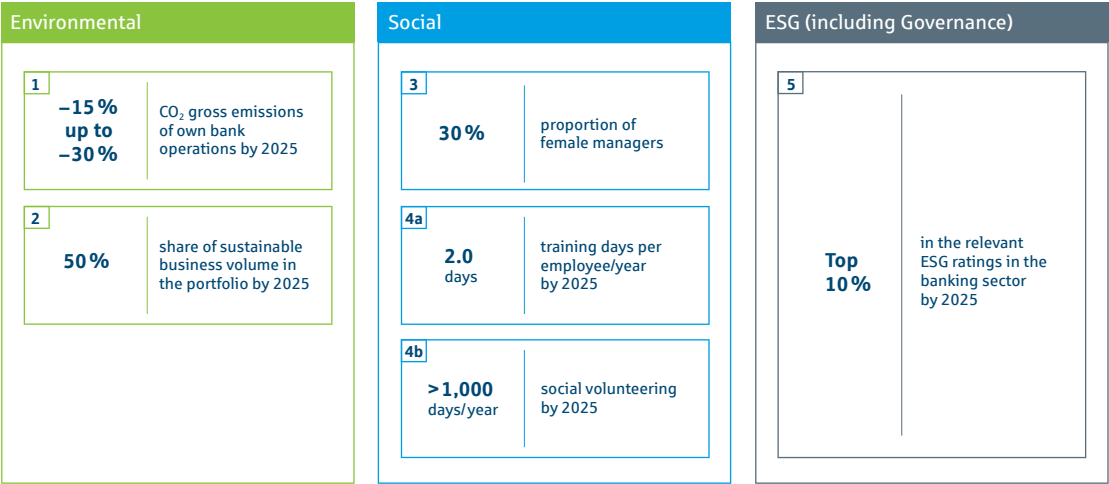 Environmental
1
–15 %
up to
–30 %
CO₂ gross emissions
of own bank
operations by 2025
2
50 %
share of sustainable
business volume in
the portfolio by 2025
Social
3
30 %
proportion of
female managers
4a
2.0
days
training days per
employee/year
by 2025
4b
>1,000
days/year
social volunteering
by 2025
ESG (including Governance)
5
Top
10 %
in the relevant
ESG ratings in the
banking sector
by 2025